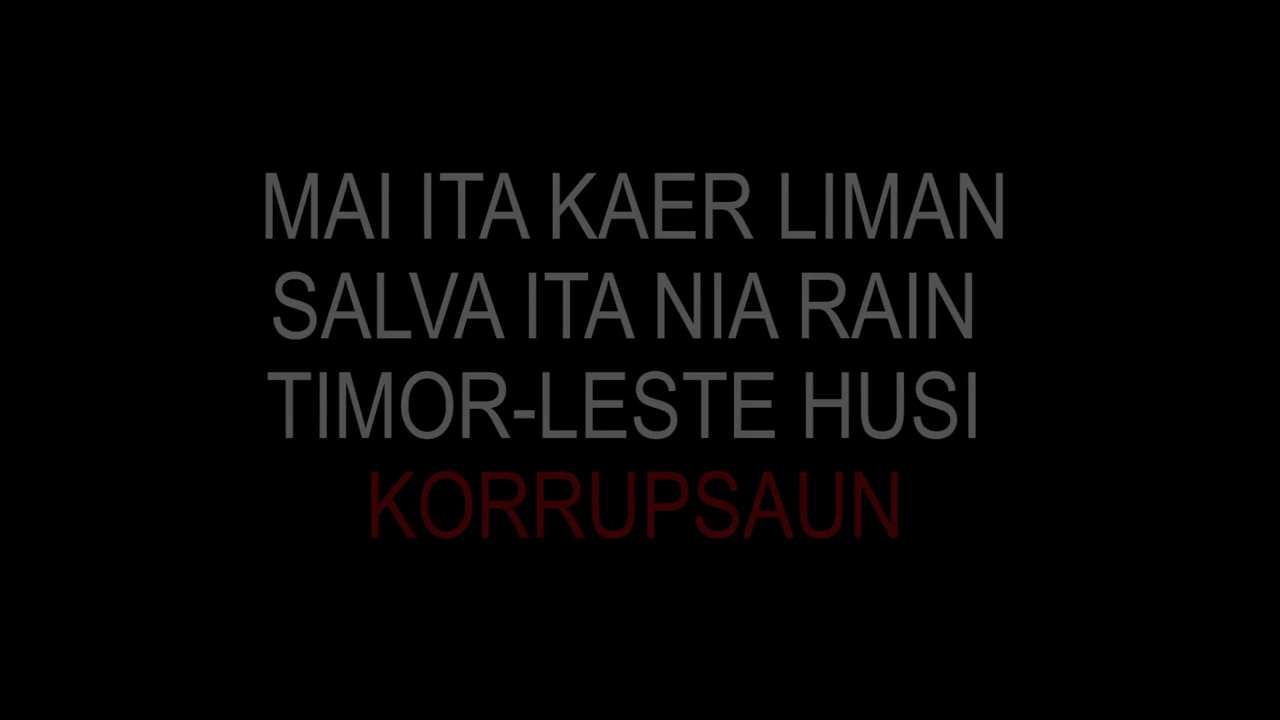 MAI ITA KAER LIMAN
SALVA ITA NIA RAIN
TIMOR-LESTE HUSI
KORRUPSAUN